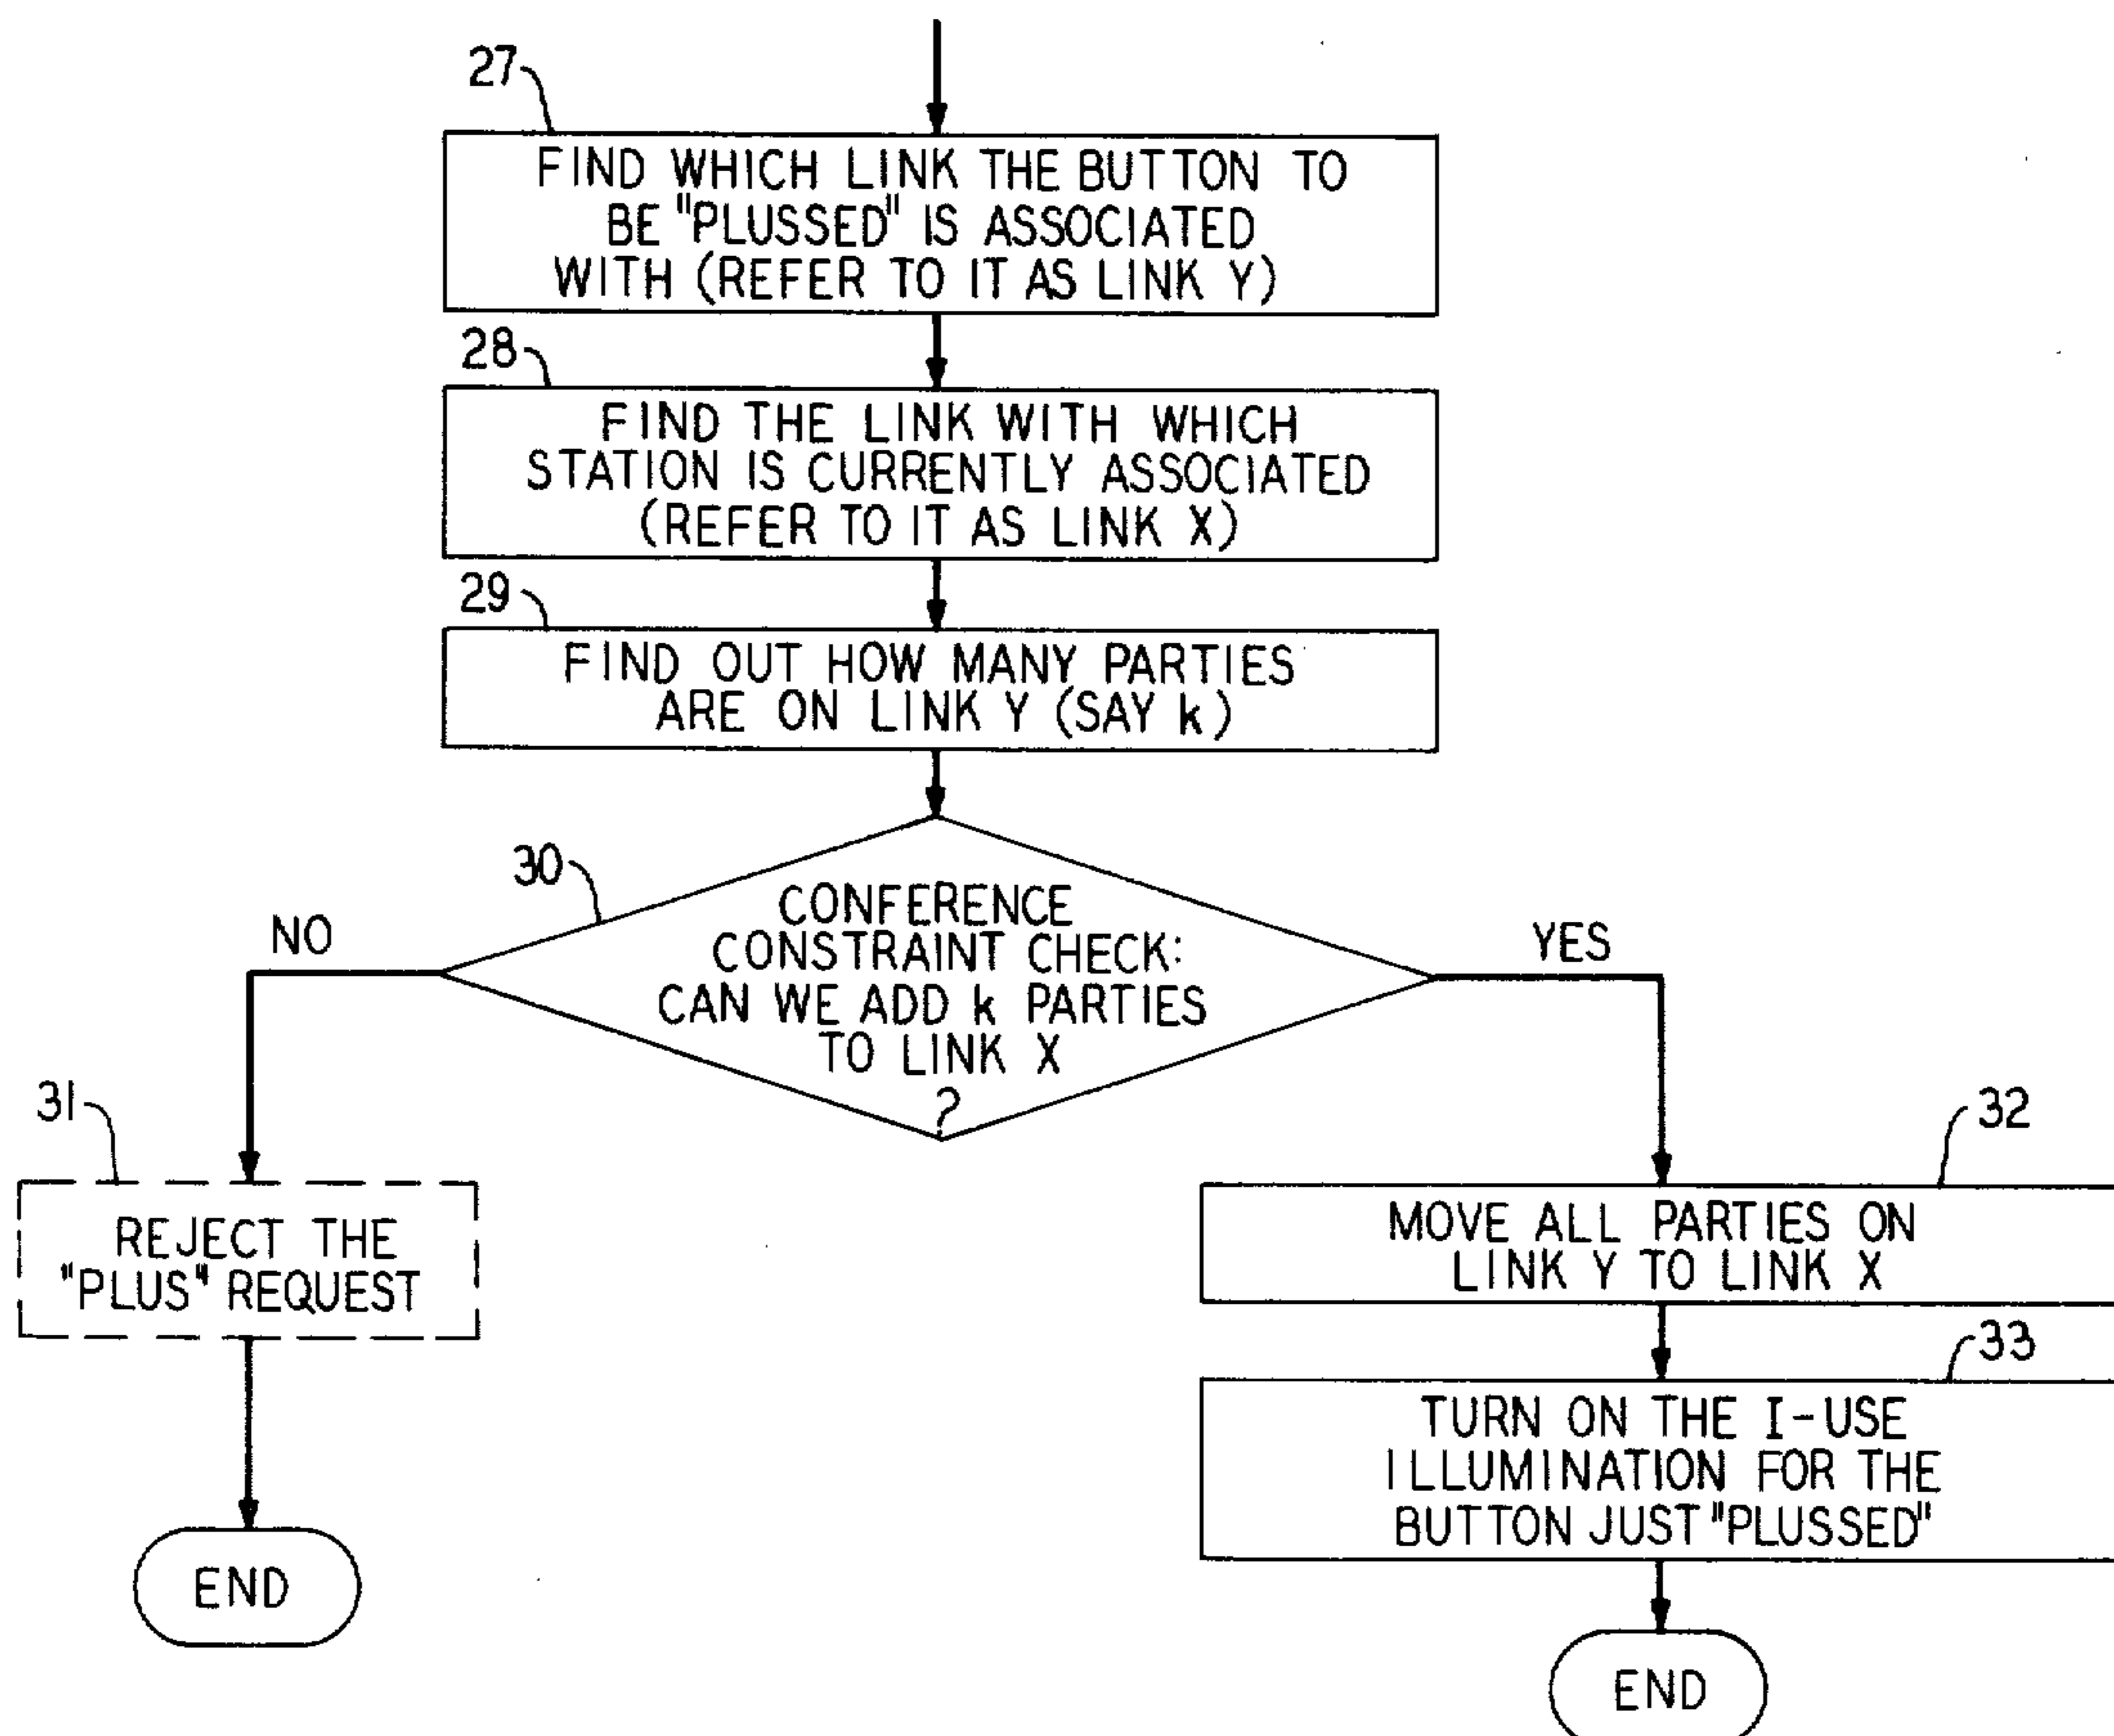 27
FIND WHICH LINK THE BUTTON TO
BE "PLUSSED" IS ASSOCIATED
WITH (REFER TO IT AS LINK Y)
28
FIND THE LINK WITH WHICH
STATION IS CURRENTLY ASSOCIATED
(REFER TO IT AS LINK X)
29
FIND OUT HOW MANY PARTIES
ARE ON LINK Y (SAY k)
30
CONFERENCE
CONSTRAINT CHECK:
CAN WE ADD k PARTIES
TO LINK X
?
NO
YES
31
REJECT THE
"PLUS" REQUEST
END
32
MOVE ALL PARTIES ON
LINK Y TO LINK X
33
TURN ON THE I-USE
ILLUMINATION FOR THE
BUTTON JUST "PLUSSED"
END